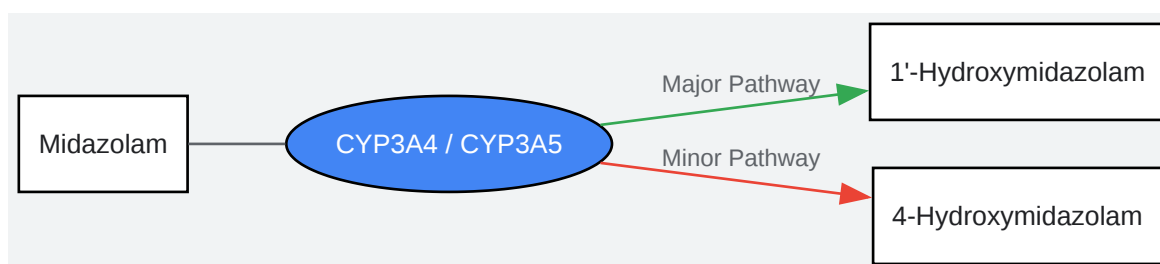 Midazolam
CYP3A4 / CYP3A5
Major Pathway
Minor Pathway
1'-Hydroxymidazolam
4-Hydroxymidazolam